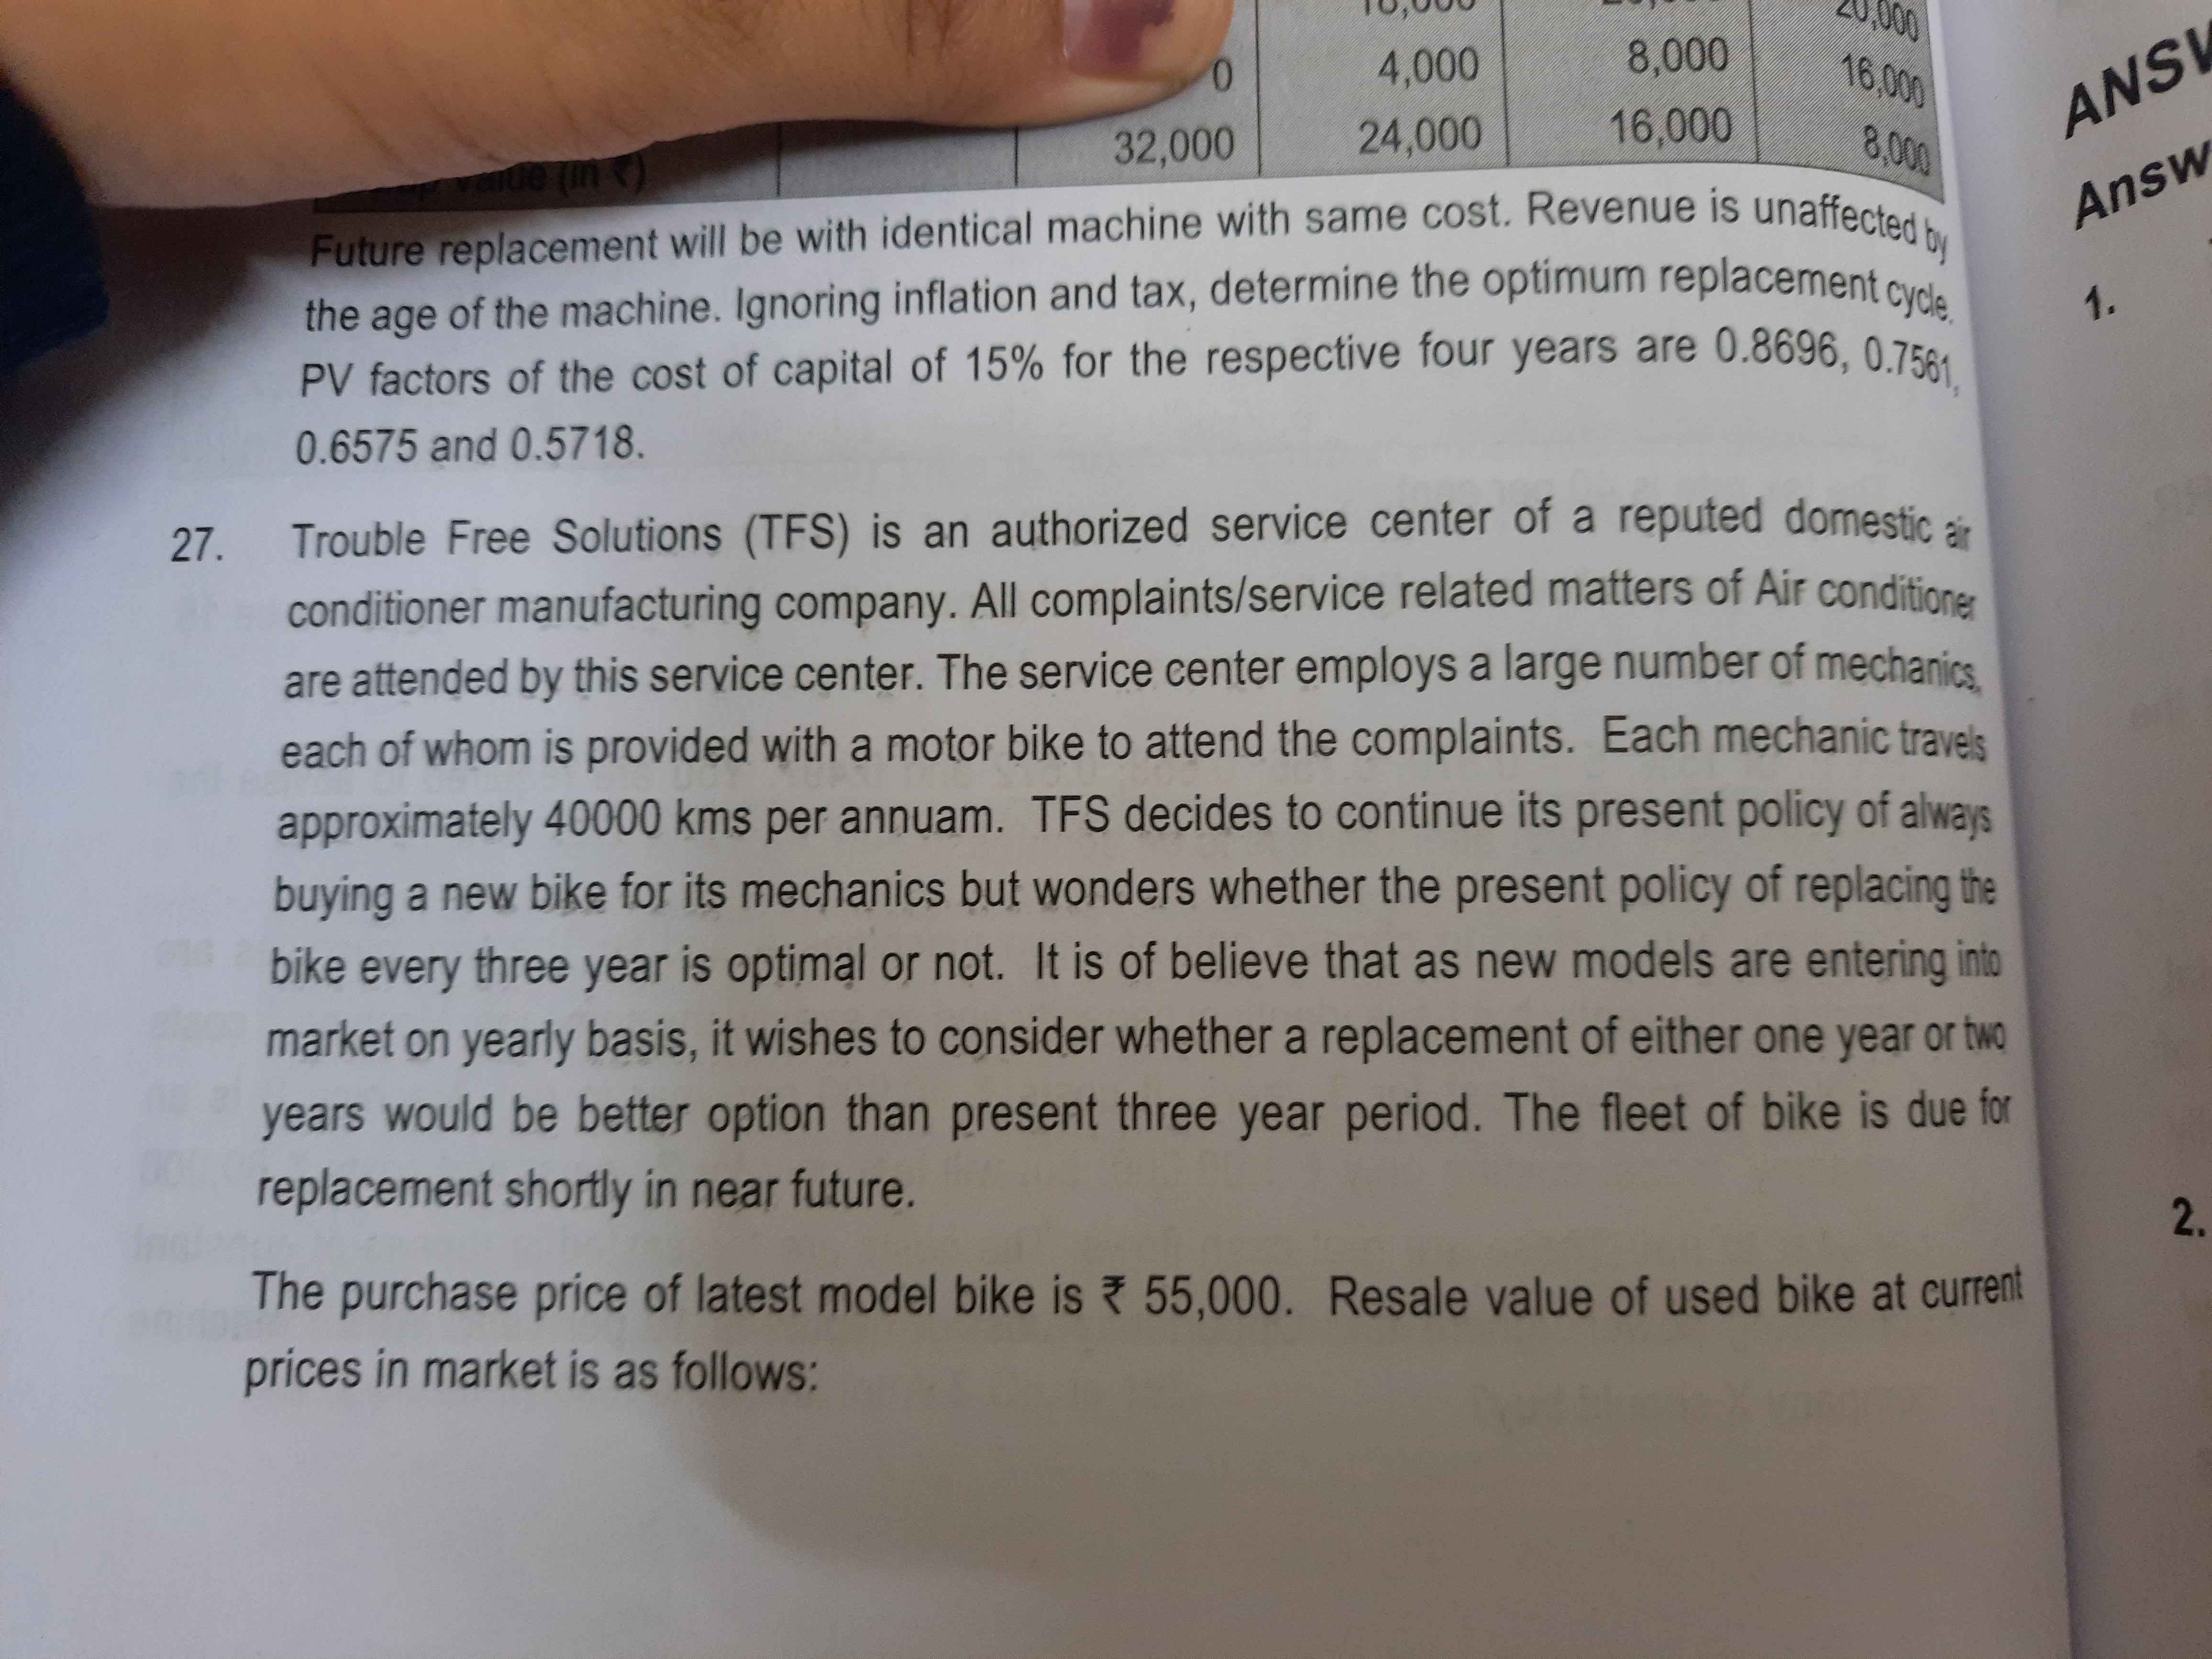 20,000
0 4,000 8,000 16,000
value (in ₹) 32,000 24,000 16,000 8,000
Future replacement will be with identical machine with same cost. Revenue is unaffected by
the age of the machine. Ignoring inflation and tax, determine the optimum replacement cycle.
PV factors of the cost of capital of 15% for the respective four years are 0.8696, 0.7561,
0.6575 and 0.5718.
27. Trouble Free Solutions (TFS) is an authorized service center of a reputed domestic air
conditioner manufacturing company. All complaints/service related matters of Air conditioner
are attended by this service center. The service center employs a large number of mechanics,
each of whom is provided with a motor bike to attend the complaints. Each mechanic travels
approximately 40000 kms per annuam. TFS decides to continue its present policy of always
buying a new bike for its mechanics but wonders whether the present policy of replacing the
bike every three year is optimal or not. It is of believe that as new models are entering into
market on yearly basis, it wishes to consider whether a replacement of either one year or two
years would be better option than present three year period. The fleet of bike is due for
replacement shortly in near future.
The purchase price of latest model bike is ₹ 55,000. Resale value of used bike at current
prices in market is as follows:
ANSW
Answ
1.
2.